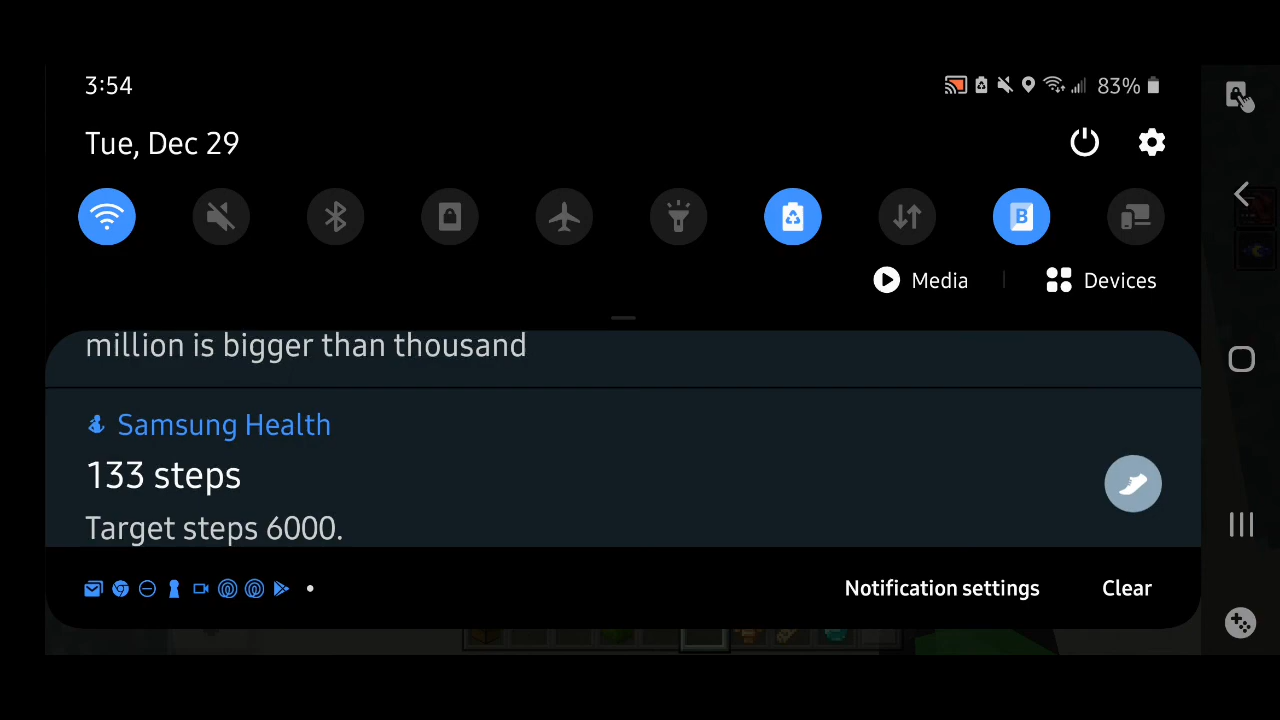 3:54
83%
Tue, Dec 29
B
Media
Devices
million is bigger than thousand
Samsung Health
133 steps
Target steps 6000.
Notification settings
Clear